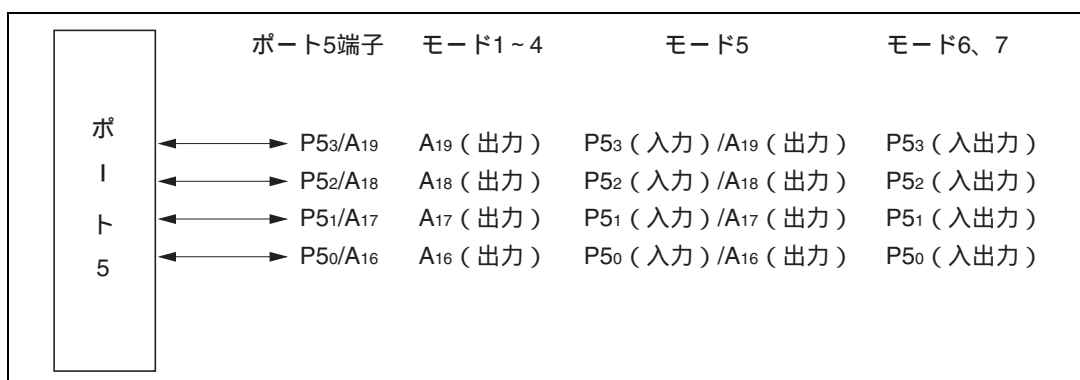 ポート5端子 モード1~4 モード5 モード6、7
ポート5
P5₃/A₁₉ A₁₉(出力) P5₃(入力)/A₁₉(出力) P5₃(入出力)
P5₂/A₁₈ A₁₈(出力) P5₂(入力)/A₁₈(出力) P5₂(入出力)
P5₁/A₁₇ A₁₇(出力) P5₁(入力)/A₁₇(出力) P5₁(入出力)
P5₀/A₁₆ A₁₆(出力) P5₀(入力)/A₁₆(出力) P5₀(入出力)